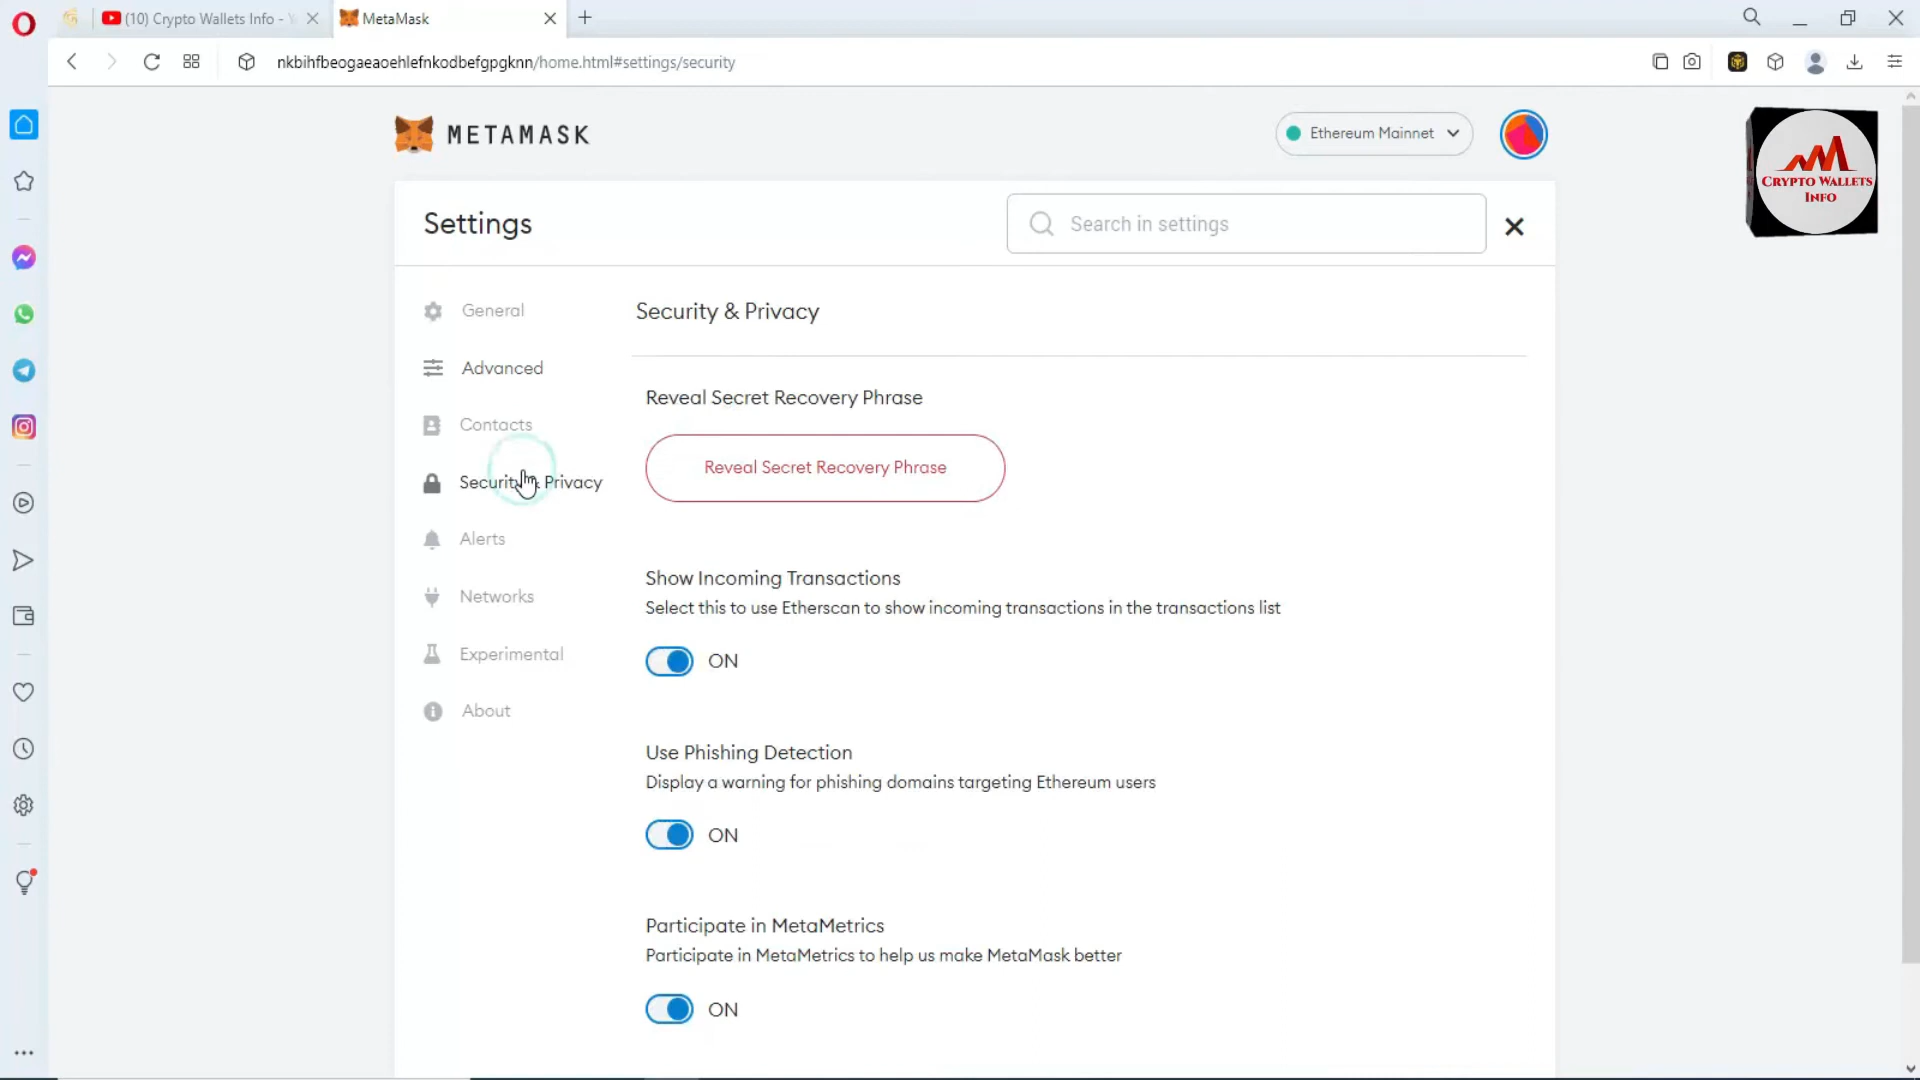 (10) Crypto Wallets Info -
MetaMask
nkbihfbeogaeaoehlefnkodbefgpgknn/home.html#settings/security
METAMASK
Ethereum Mainnet
CRYPTO WALLETS
INFO
Settings
Search in settings
General
Advanced
Contacts
Security & Privacy
Alerts
Networks
Experimental
About
Security & Privacy
Reveal Secret Recovery Phrase
Reveal Secret Recovery Phrase
Show Incoming Transactions
Select this to use Etherscan to show incoming transactions in the transactions list
ON
Use Phishing Detection
Display a warning for phishing domains targeting Ethereum users
ON
Participate in MetaMetrics
Participate in MetaMetrics to help us make MetaMask better
ON